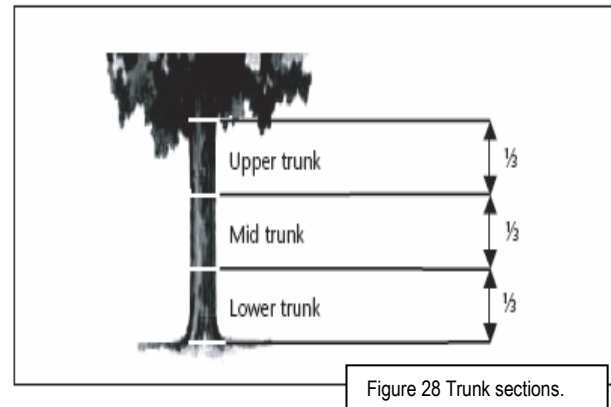 Upper trunk
⅓
Mid trunk
⅓
Lower trunk
⅓
Figure 28 Trunk sections.